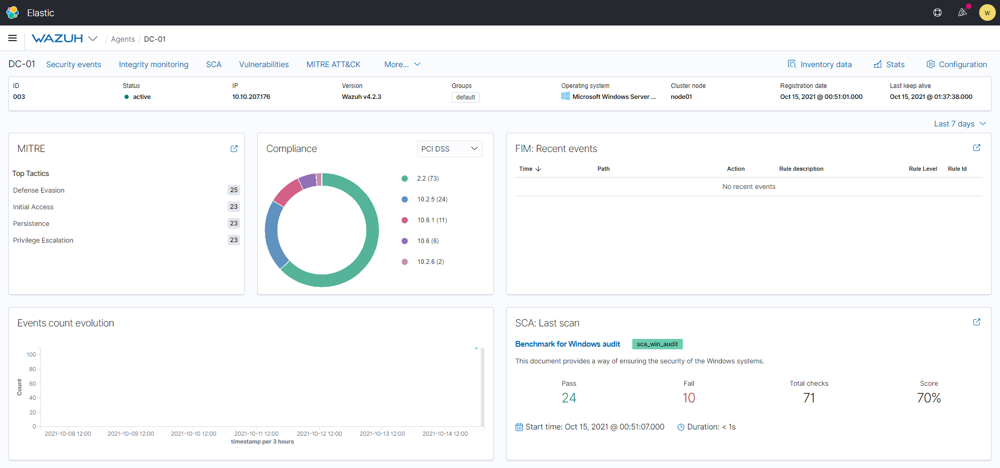 Elastic
W
WAZUH / Agents / DC-01
DC-01 Security events Integrity monitoring SCA Vulnerabilities MITRE ATT&CK More... Inventory data Stats Configuration
ID Status IP Version Groups Operating system Cluster node Registration date Last keep alive
003 active 10.10.207.176 Wazuh v4.2.3 default Microsoft Windows Server ... node01 Oct 15, 2021 @ 00:51:01.000 Oct 15, 2021 @ 01:37:38.000
Last 7 days
MITRE
Top Tactics
Defense Evasion 25
Initial Access 23
Persistence 23
Privilege Escalation 23
Compliance PCI DSS
2.2 (73)
10.2.5 (24)
10.6.1 (11)
10.6 (6)
10.2.6 (2)
FIM: Recent events
Time Path Action Rule description Rule Level Rule Id
No recent events
Events count evolution
Count
100
80
60
40
20
0
2021-10-08 12:00 2021-10-09 12:00 2021-10-10 12:00 2021-10-11 12:00 2021-10-12 12:00 2021-10-13 12:00 2021-10-14 12:00
timestamp per 3 hours
SCA: Last scan
Benchmark for Windows audit sca_win_audit
This document provides a way of ensuring the security of the Windows systems.
Pass Fail Total checks Score
24 10 71 70%
Start time: Oct 15, 2021 @ 00:51:07.000 Duration: < 1s